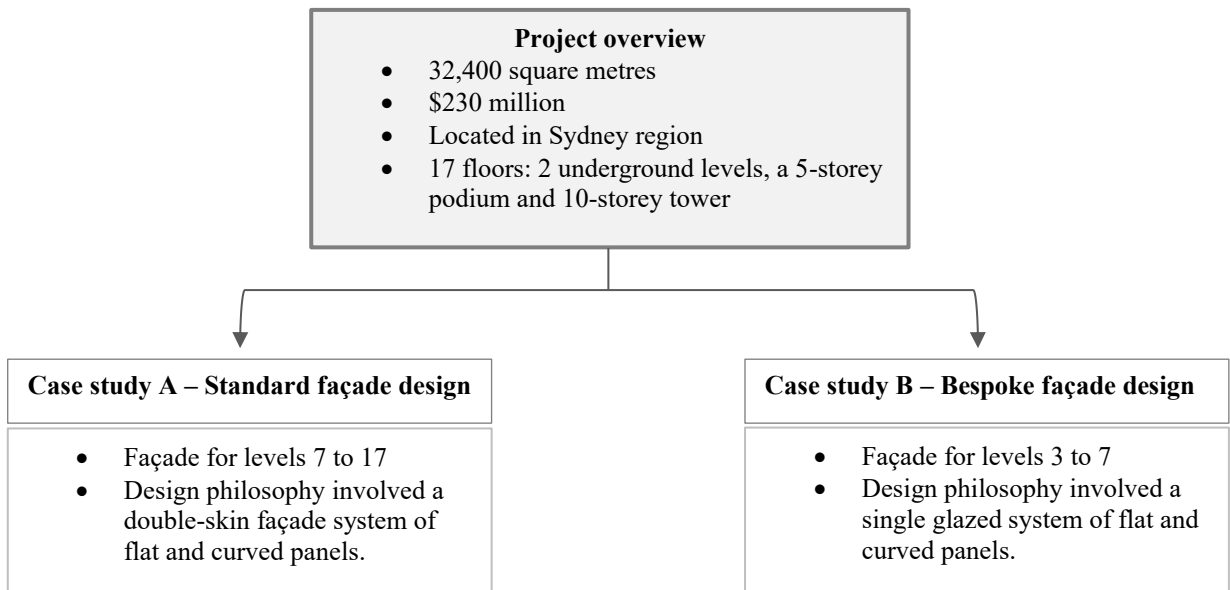 Project overview
• 32,400 square metres
• $230 million
• Located in Sydney region
• 17 floors: 2 underground levels, a 5-storey
podium and 10-storey tower
Case study A – Standard façade design
• Façade for levels 7 to 17
• Design philosophy involved a
double-skin façade system of
flat and curved panels.
Case study B – Bespoke façade design
• Façade for levels 3 to 7
• Design philosophy involved a
single glazed system of flat and
curved panels.